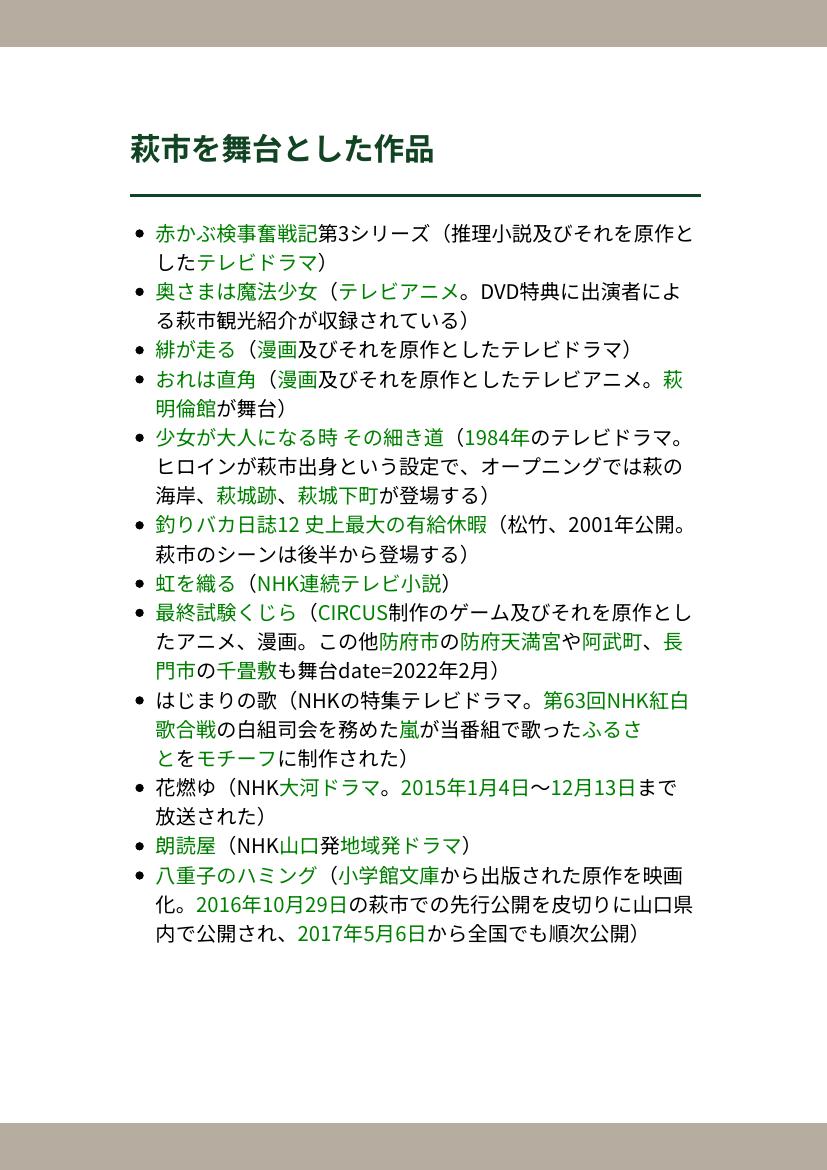 萩市を舞台とした作品
• 赤かぶ検事奮戦記第3シリーズ（推理小説及びそれを原作と
したテレビドラマ）
• 奥さまは魔法少女（テレビアニメ。DVD特典に出演者によ
る萩市観光紹介が収録されている）
• 緋が走る（漫画及びそれを原作としたテレビドラマ）
• おれは直角（漫画及びそれを原作としたテレビアニメ。萩
明倫館が舞台）
• 少女が大人になる時 その細き道（1984年のテレビドラマ。
ヒロインが萩市出身という設定で、オープニングでは萩の
海岸、萩城跡、萩城下町が登場する）
• 釣りバカ日誌12 史上最大の有給休暇（松竹、2001年公開。
萩市のシーンは後半から登場する）
• 虹を織る（NHK連続テレビ小説）
• 最終試験くじら（CIRCUS制作のゲーム及びそれを原作とし
たアニメ、漫画。この他防府市の防府天満宮や阿武町、長
門市の千畳敷も舞台date=2022年2月）
• はじまりの歌（NHKの特集テレビドラマ。第63回NHK紅白
歌合戦の白組司会を務めた嵐が当番組で歌ったふるさ
とをモチーフに制作された）
• 花燃ゆ（NHK大河ドラマ。2015年1月4日～12月13日まで
放送された）
• 朗読屋（NHK山口発地域発ドラマ）
• 八重子のハミング（小学館文庫から出版された原作を映画
化。2016年10月29日の萩市での先行公開を皮切りに山口県
内で公開され、2017年5月6日から全国でも順次公開）